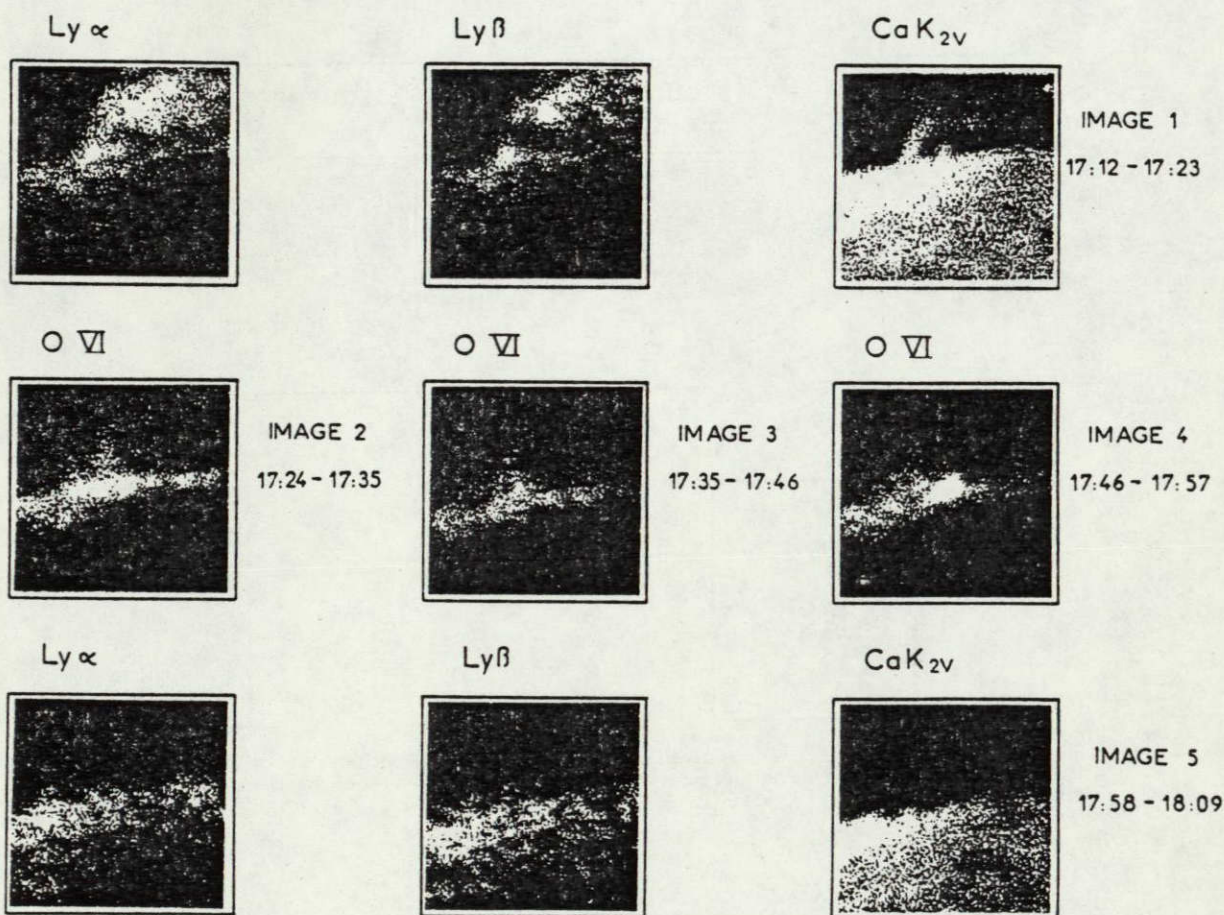 Ly ∝
Ly β
Ca K₂ᵥ
IMAGE 1
17:12 - 17:23
O VI
O VI
O VI
IMAGE 2
17:24 - 17:35
IMAGE 3
17:35 - 17:46
IMAGE 4
17:46 - 17:57
Ly ∝
Ly β
Ca K₂ᵥ
IMAGE 5
17:58 - 18:09